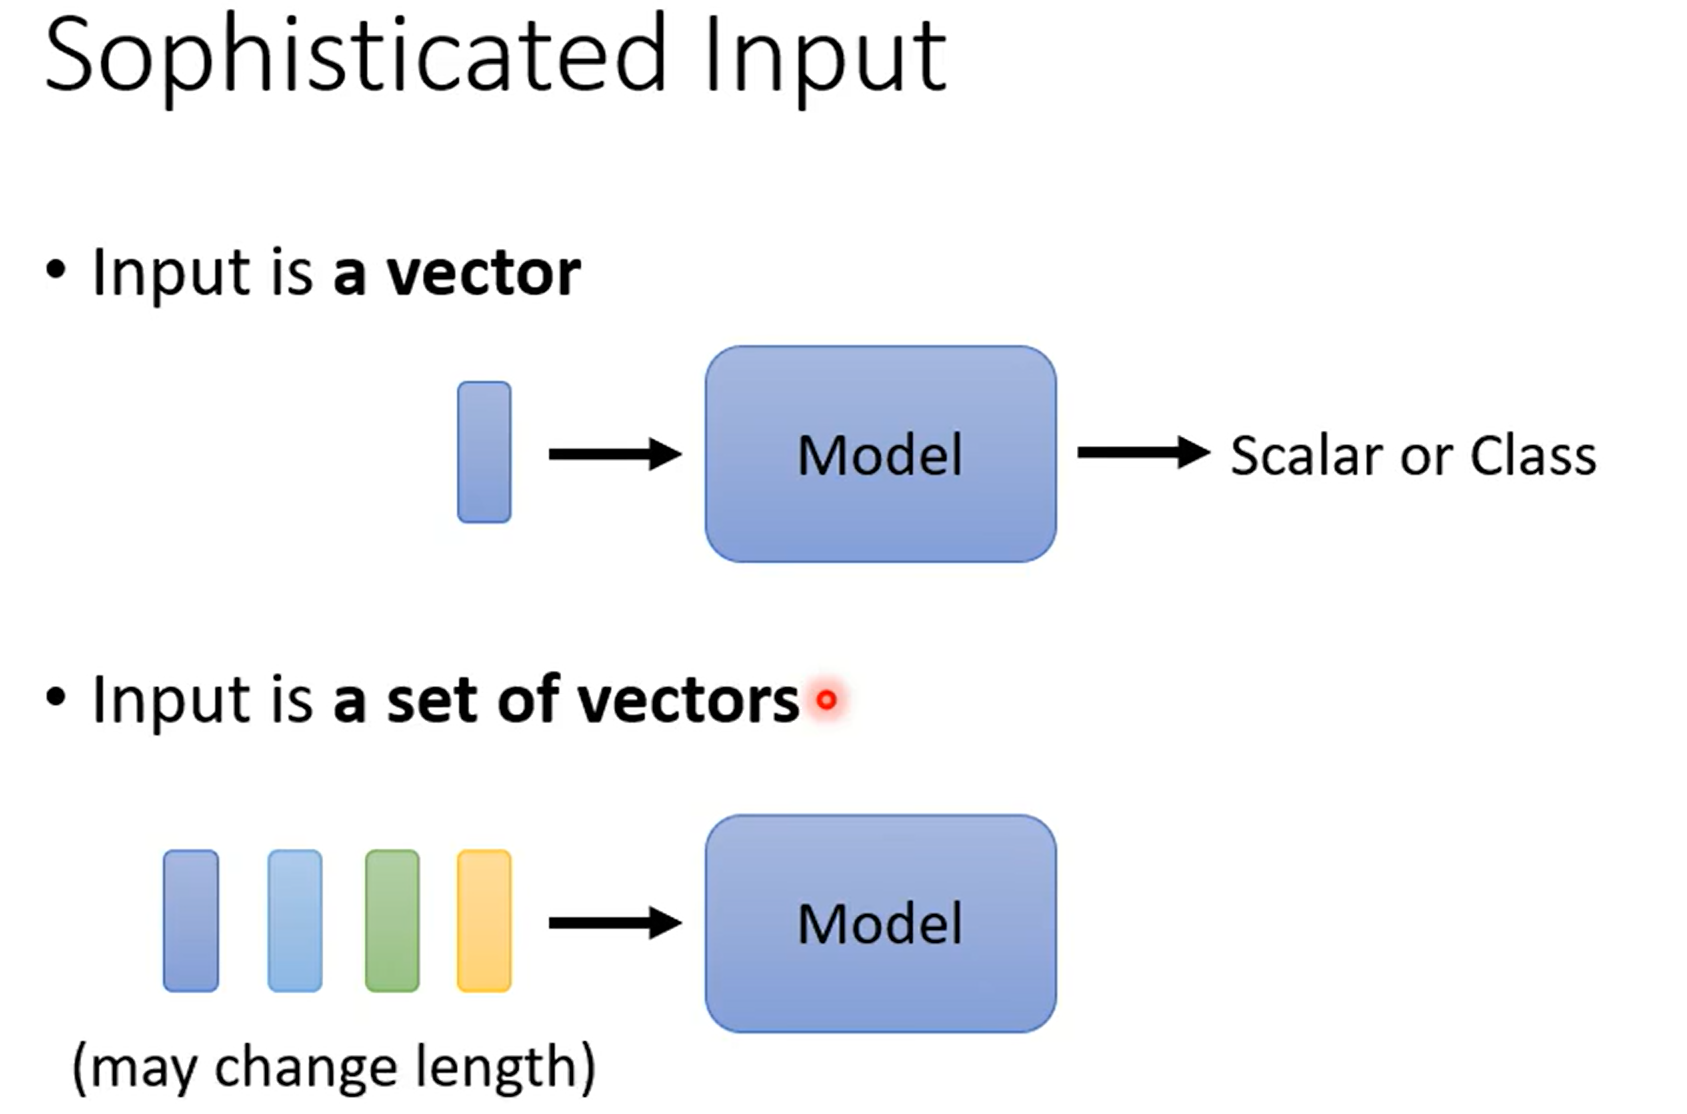 Sophisticated Input
• Input is a vector
Model
Scalar or Class
• Input is a set of vectors
Model
(may change length)